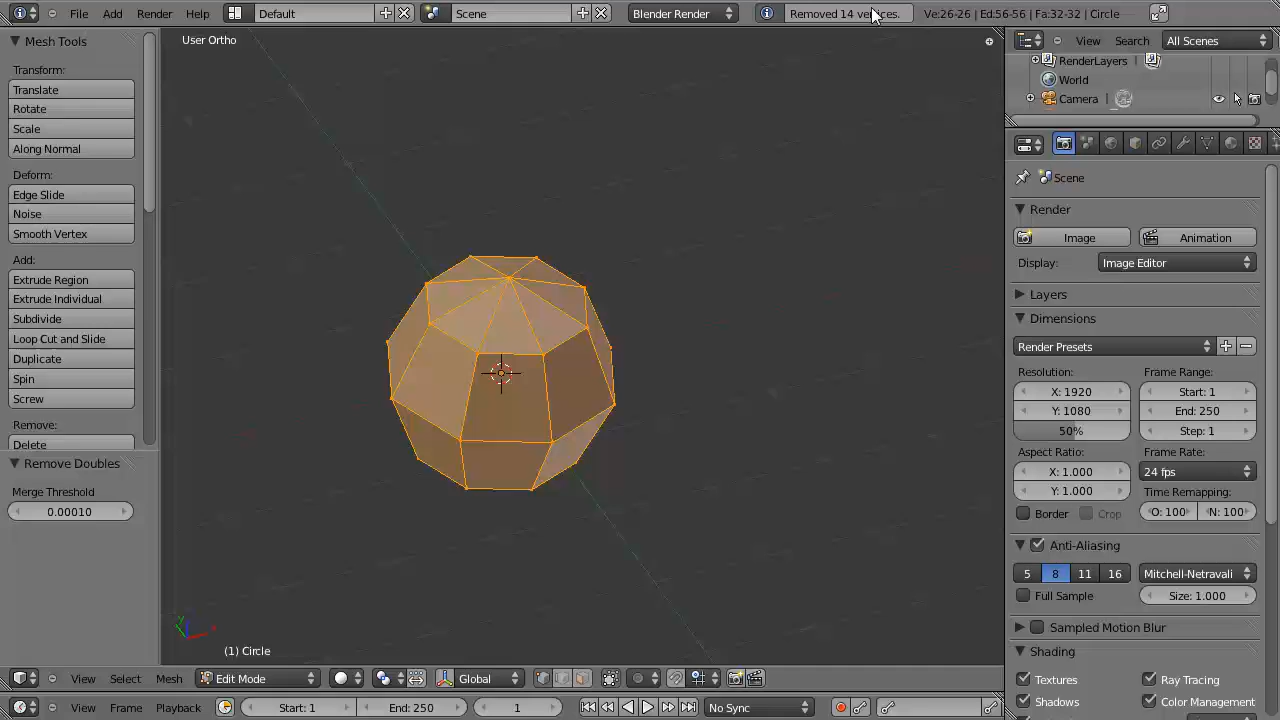 File Add Render Help Default Scene Blender Render Ve:26-26 | Ed:56-56 | Fa:32-32 | Circle
Mesh Tools
Transform:
Translate
Rotate
Scale
Along Normal
Deform:
Edge Slide
Noise
Smooth Vertex
Add:
Extrude Region
Extrude Individual
Subdivide
Loop Cut and Slide
Duplicate
Spin
Screw
Remove:
Delete
Remove Doubles
Merge Threshold
0.00010
User Ortho
Removed 14
(1) Circle
View Search All Scenes
RenderLayers |
World
Camera |
Scene
Render
Image Animation
Display: Image Editor
Layers
Dimensions
Render Presets
Resolution: Frame Range:
X: 1920 Start: 1
Y: 1080 End: 250
50% Step: 1
Aspect Ratio: Frame Rate:
X: 1.000 24 fps
Y: 1.000 Time Remapping:
Border Crop O: 100 N: 100
Anti-Aliasing
5 8 11 16 Mitchell-Netravali
Full Sample Size: 1.000
Sampled Motion Blur
Shading
Textures Ray Tracing
Shadows Color Management
View Select Mesh Edit Mode Global
View Frame Playback Start: 1 End: 250 1 No Sync